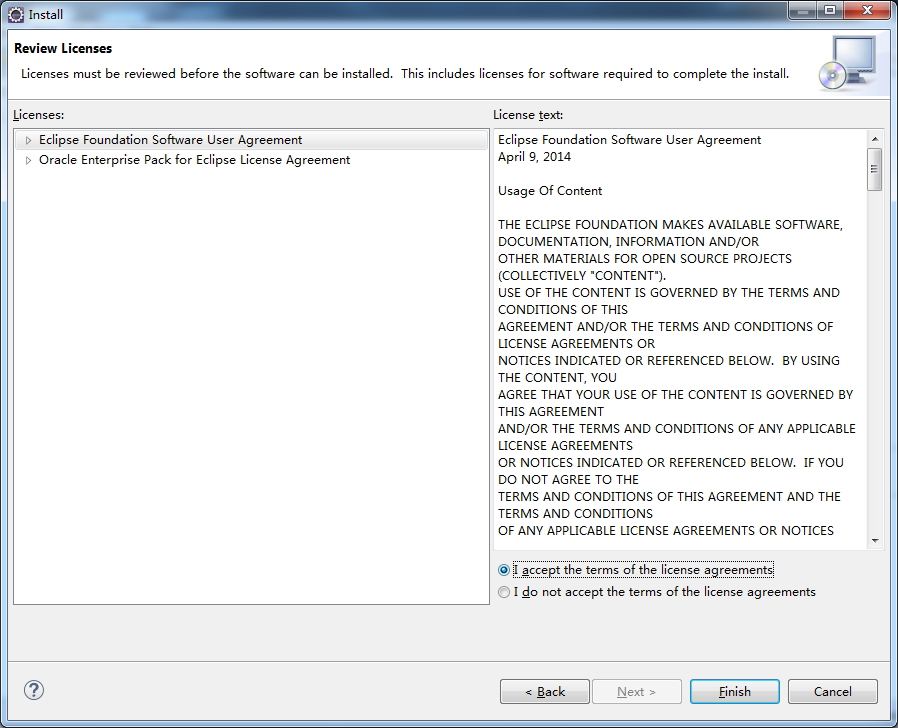 Install
Review Licenses
Licenses must be reviewed before the software can be installed.  This includes licenses for software required to complete the install.
Licenses:
Eclipse Foundation Software User Agreement
Oracle Enterprise Pack for Eclipse License Agreement
License text:
Eclipse Foundation Software User Agreement
April 9, 2014
Usage Of Content
THE ECLIPSE FOUNDATION MAKES AVAILABLE SOFTWARE,
DOCUMENTATION, INFORMATION AND/OR
OTHER MATERIALS FOR OPEN SOURCE PROJECTS
(COLLECTIVELY "CONTENT").
USE OF THE CONTENT IS GOVERNED BY THE TERMS AND
CONDITIONS OF THIS
AGREEMENT AND/OR THE TERMS AND CONDITIONS OF
LICENSE AGREEMENTS OR
NOTICES INDICATED OR REFERENCED BELOW.  BY USING
THE CONTENT, YOU
AGREE THAT YOUR USE OF THE CONTENT IS GOVERNED BY
THIS AGREEMENT
AND/OR THE TERMS AND CONDITIONS OF ANY APPLICABLE
LICENSE AGREEMENTS
OR NOTICES INDICATED OR REFERENCED BELOW.  IF YOU
DO NOT AGREE TO THE
TERMS AND CONDITIONS OF THIS AGREEMENT AND THE
TERMS AND CONDITIONS
OF ANY APPLICABLE LICENSE AGREEMENTS OR NOTICES
I accept the terms of the license agreements
I do not accept the terms of the license agreements
?
< Back
Next >
Finish
Cancel